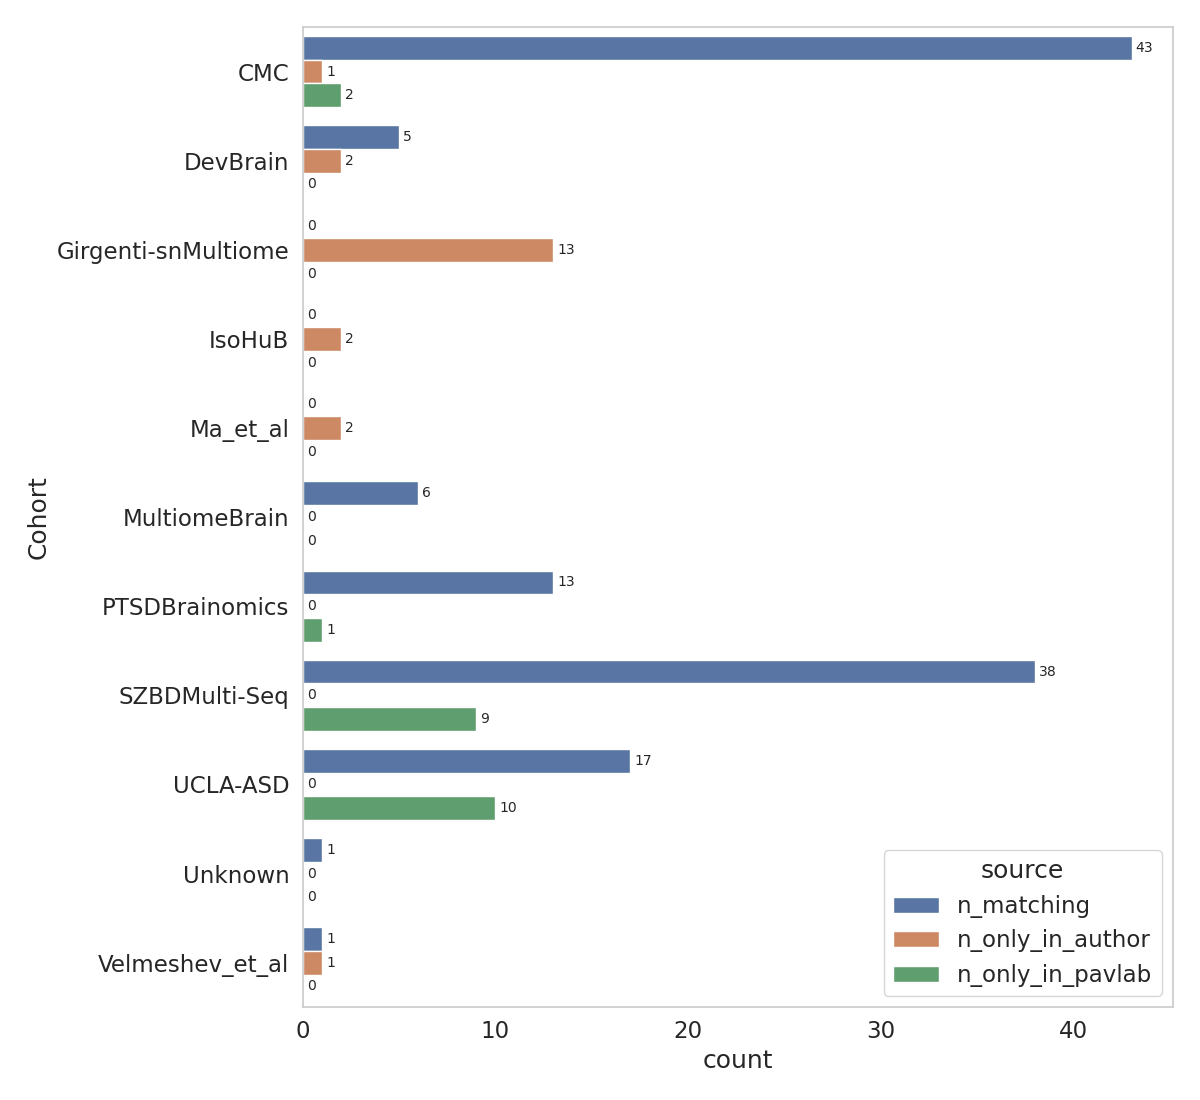 CMC
43
1
2
DevBrain
5
2
0
Girgenti-snMultiome
0
13
0
IsoHuB
0
2
0
Ma_et_al
0
2
0
MultiomeBrain
6
0
0
PTSDBrainomics
13
0
1
SZBDMulti-Seq
38
0
9
UCLA-ASD
17
0
10
Unknown
1
0
0
Velmeshev_et_al
1
1
0
Cohort
0 10 20 30 40
count
source
n_matching
n_only_in_author
n_only_in_pavlab